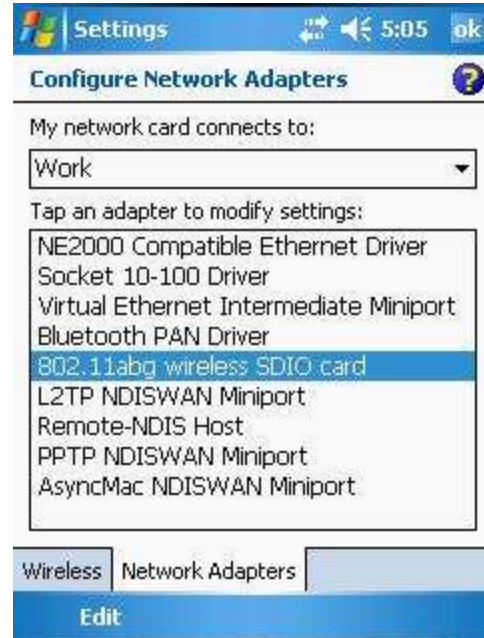 Settings 5:05 ok
Configure Network Adapters
My network card connects to:
Work
Tap an adapter to modify settings:
NE2000 Compatible Ethernet Driver
Socket 10-100 Driver
Virtual Ethernet Intermediate Miniport
Bluetooth PAN Driver
802.11abg wireless SDIO card
L2TP NDISWAN Miniport
Remote-NDIS Host
PPTP NDISWAN Miniport
AsyncMac NDISWAN Miniport
Wireless Network Adapters
Edit